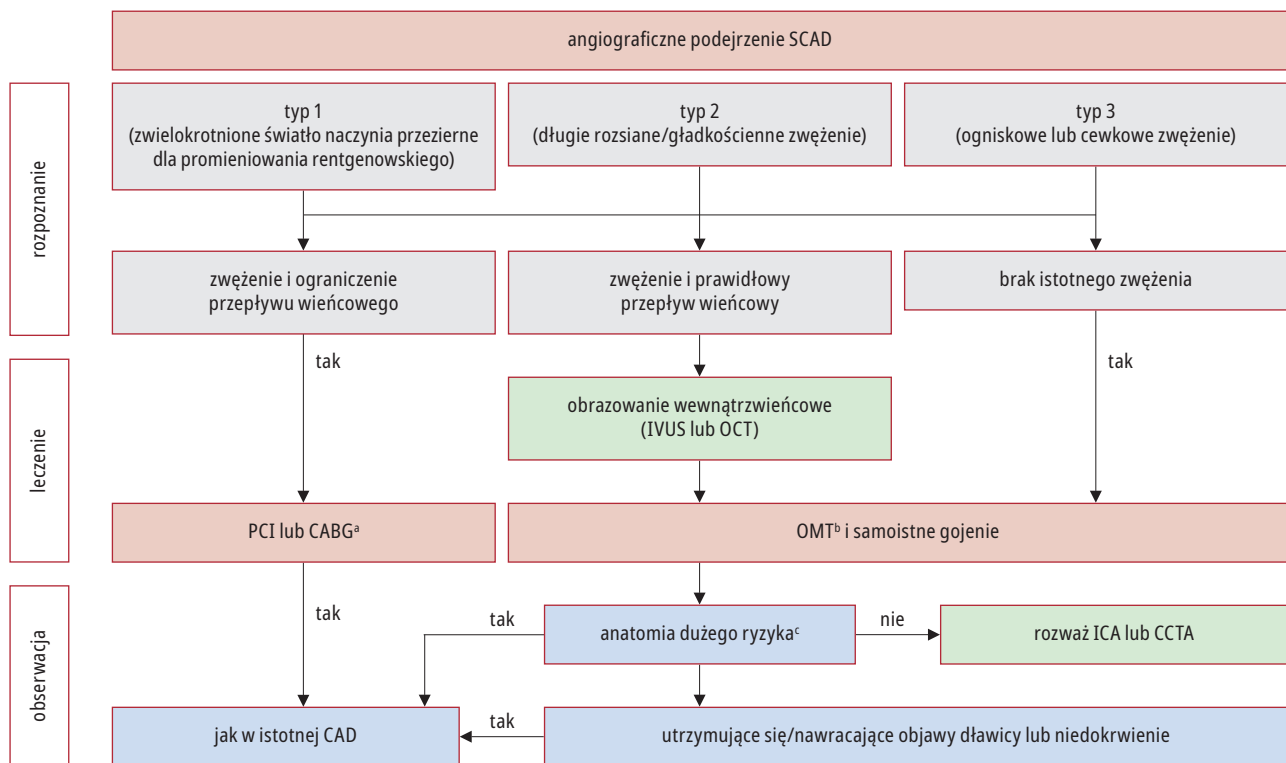 angiograficzne podejrzenie SCAD
rozpoznanie
typ 1
(zwielokrotnione światło naczynia przezierne
dla promieniowania rentgenowskiego)
typ 2
(długie rozsiane/gładkościenne zwężenie)
typ 3
(ogniskowe lub cewkowe zwężenie)
zwężenie i ograniczenie
przepływu wieńcowego
zwężenie i prawidłowy
przepływ wieńcowy
brak istotnego zwężenia
leczenie
tak
tak
obrazowanie wewnątrzwieńcowe
(IVUS lub OCT)
PCI lub CABGᵃ
OMTᵇ i samoistne gojenie
obserwacja
tak
tak
anatomia dużego ryzykaᶜ
nie
rozważ ICA lub CCTA
jak w istotnej CAD
tak
utrzymujące się/nawracające objawy dławicy lub niedokrwienie